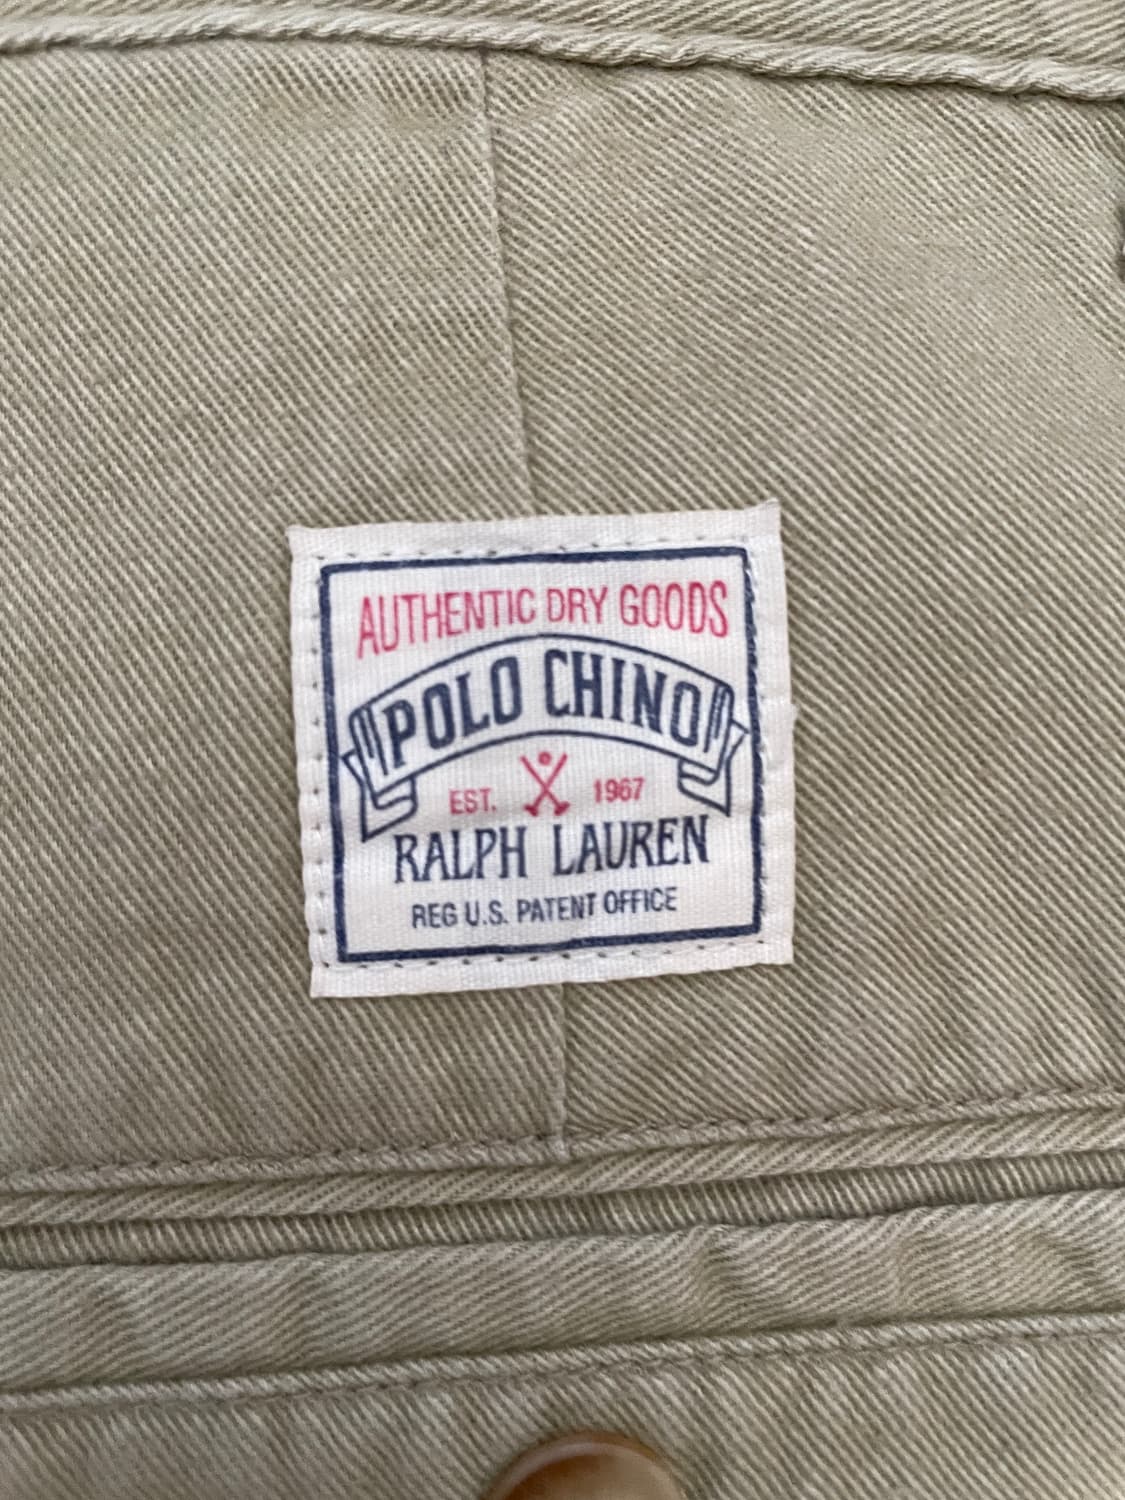 AUTHENTIC DRY GOODS
POLO CHINO
EST. 1967
RALPH LAUREN
REG U.S. PATENT OFFICE